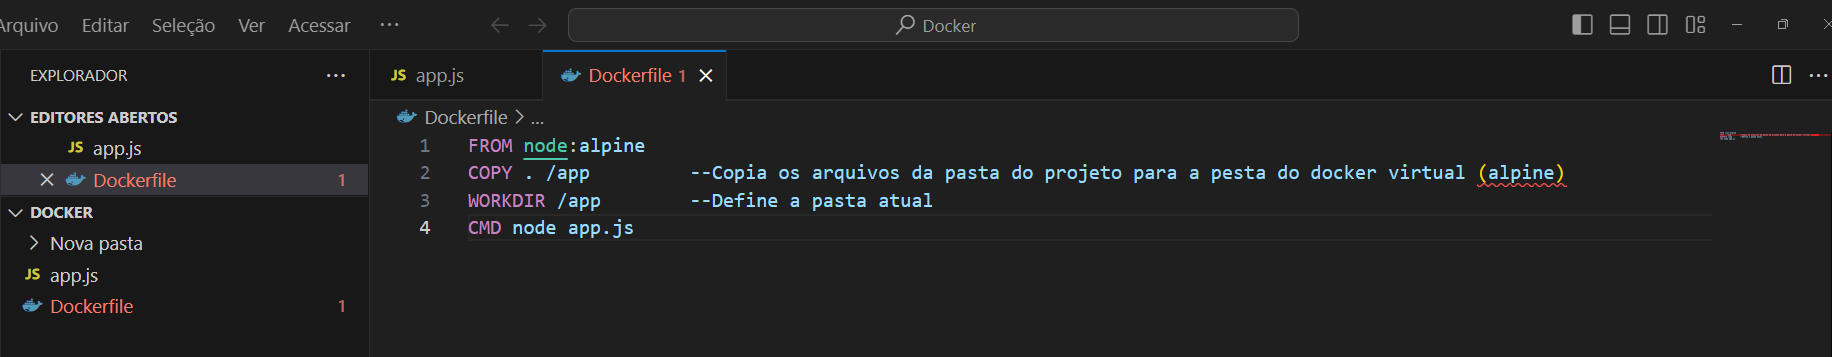 Arquivo Editar Seleção Ver Acessar ··· Docker
EXPLORADOR ···
EDITORES ABERTOS
JS app.js
Dockerfile 1
DOCKER
Nova pasta
JS app.js
Dockerfile 1
JS app.js Dockerfile 1
Dockerfile > ...
1 FROM node:alpine
2 COPY . /app --Copia os arquivos da pasta do projeto para a pesta do docker virtual (alpine)
3 WORKDIR /app --Define a pasta atual
4 CMD node app.js